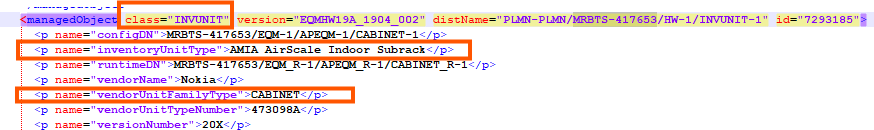 <managedObject class="INVUNIT" version="EQMHW19A_1904_002" distName="PLMN-PLMN/MRBTS-417653/HW-1/INVUNIT-1" id="7293185">
<p name="configDN">MRBTS-417653/EQM-1/APEQM-1/CABINET-1</p>
<p name="inventoryUnitType">AMIA AirScale Indoor Subrack</p>
<p name="runtimeDN">MRBTS-417653/EQM_R-1/APEQM_R-1/CABINET_R-1</p>
<p name="vendorName">Nokia</p>
<p name="vendorUnitFamilyType">CABINET</p>
<p name="vendorUnitTypeNumber">473098A</p>
<p name="versionNumber">20X</p>